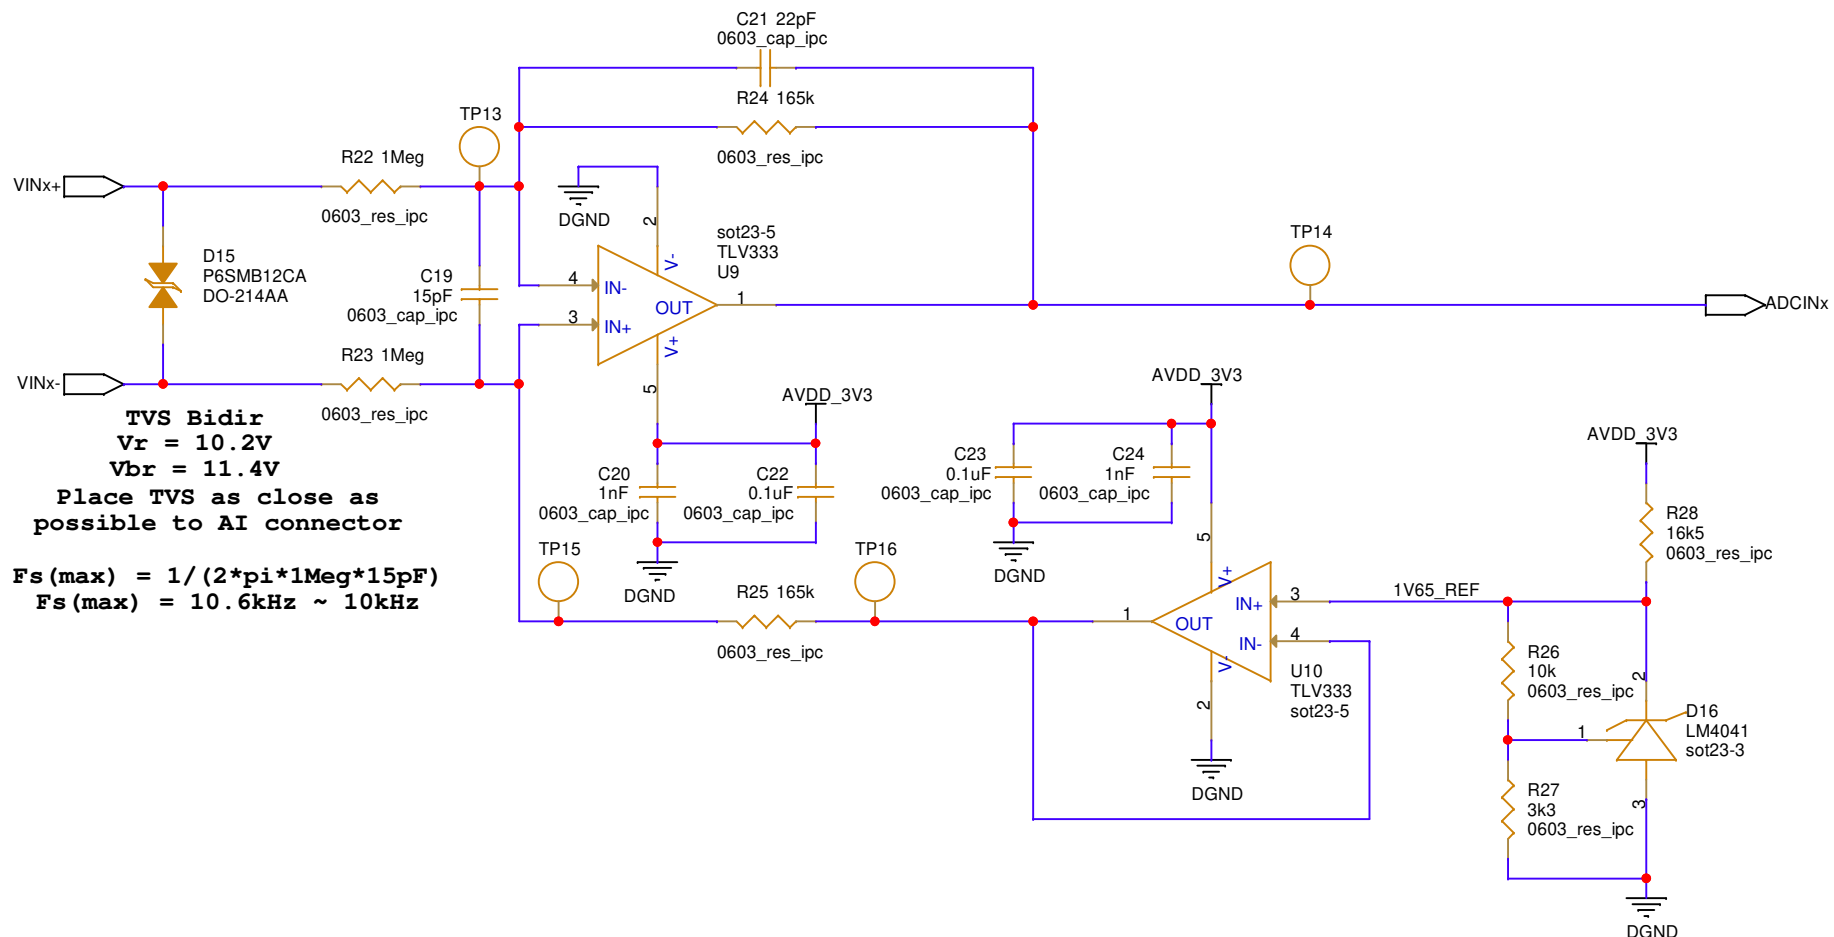 C21 22pF
0603_cap_ipc
R24 165k
0603_res_ipc
TP13
R22 1Meg
0603_res_ipc
VINx+
DGND
2
V-
sot23-5
TLV333
U9
TP14
D15
P6SMB12CA
DO-214AA
C19
15pF
0603_cap_ipc
4
IN-
OUT
1
3
IN+
V+
5
ADCINx
R23 1Meg
0603_res_ipc
VINx-
TVS Bidir
Vr = 10.2V
Vbr = 11.4V
Place TVS as close as
possible to AI connector
Fs(max) = 1/(2*pi*1Meg*15pF)
Fs(max) = 10.6kHz ~ 10kHz
AVDD_3V3
C20
1nF
0603_cap_ipc
C22
0.1uF
0603_cap_ipc
DGND
AVDD_3V3
C23
0.1uF
0603_cap_ipc
C24
1nF
0603_cap_ipc
DGND
AVDD_3V3
R28
16k5
0603_res_ipc
TP15
R25 165k
0603_res_ipc
TP16
5
V+
1
OUT
IN+
3
1V65_REF
IN-
4
V-
2
U10
TLV333
sot23-5
DGND
R26
10k
0603_res_ipc
2
1
D16
LM4041
sot23-3
R27
3k3
0603_res_ipc
3
DGND